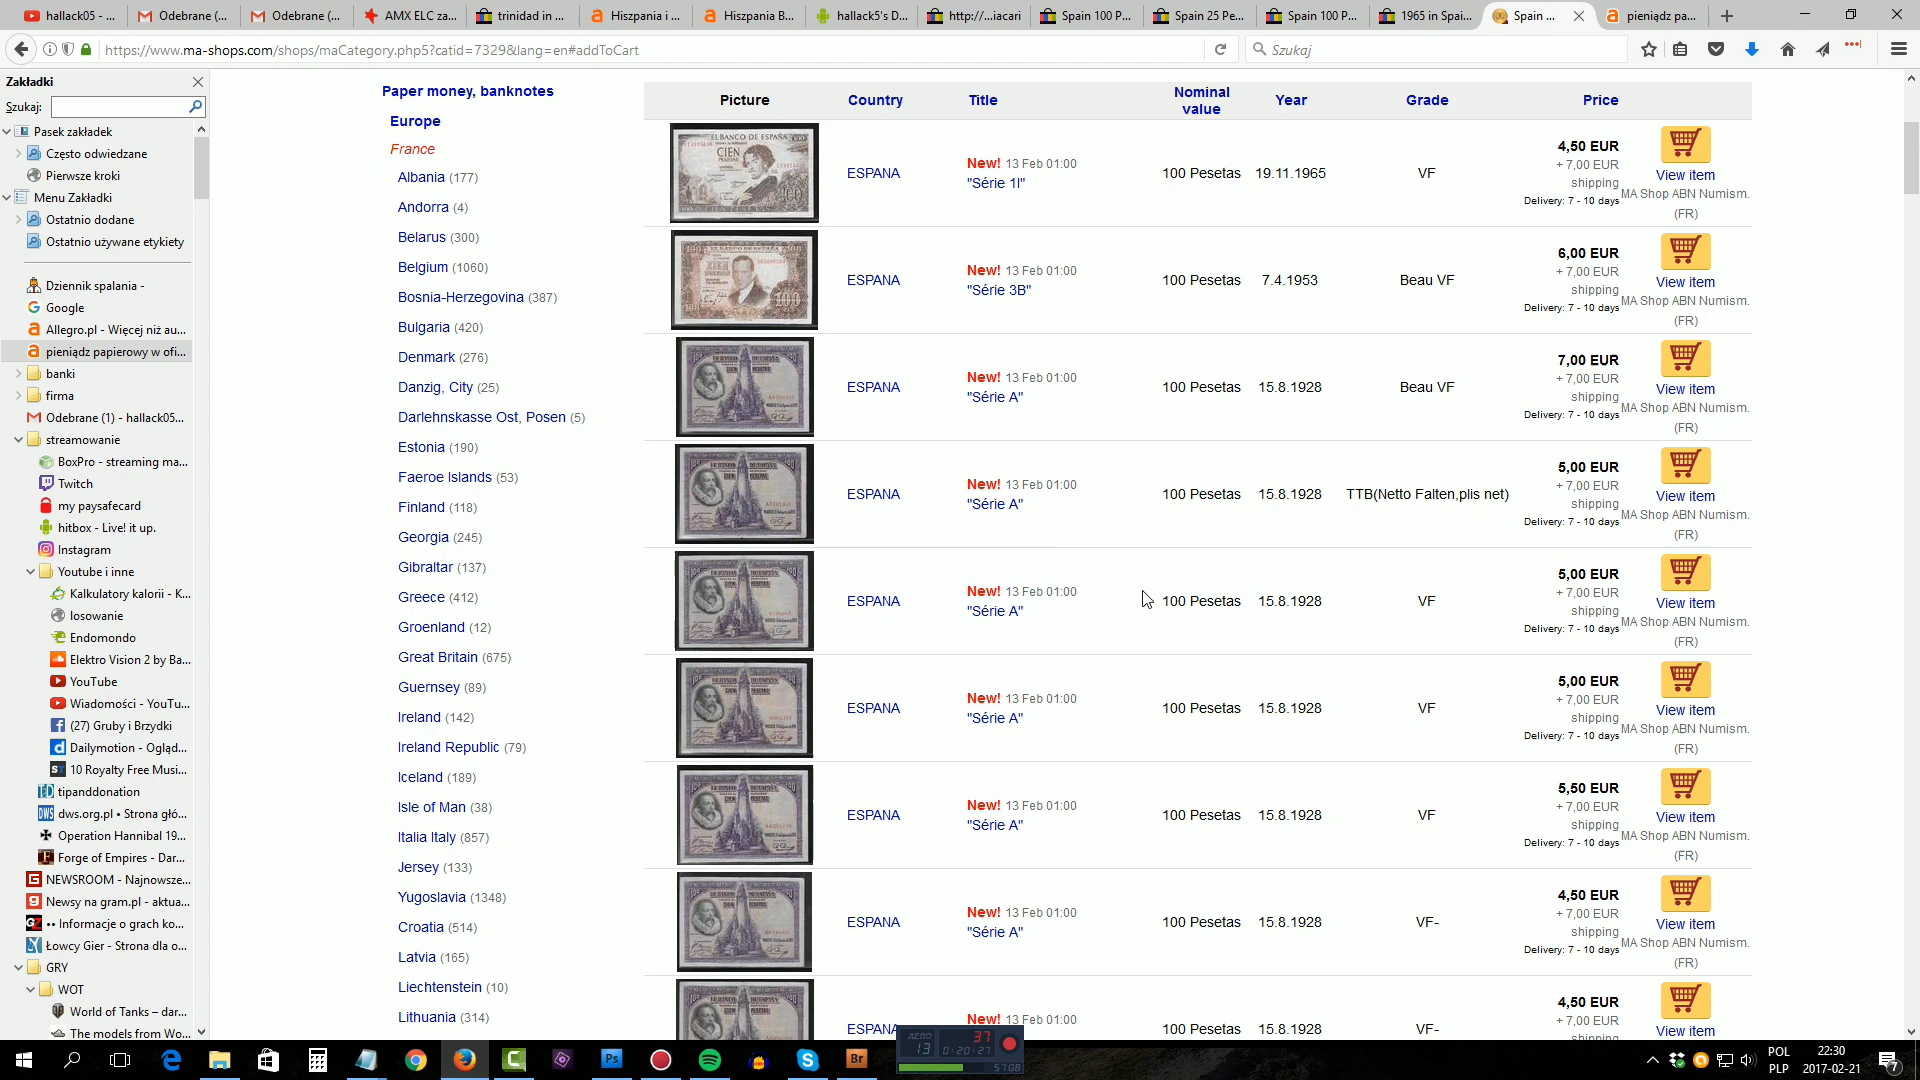 hallack05 - ...
Odebrane (...
Odebrane (...
AMX ELC za...
trinidad in ...
Hiszpania i ...
Hiszpania B...
hallack5's D...
http:/...iacari
Spain 100 P...
Spain 25 Pe...
Spain 100 P...
1965 in Spai...
Spain ...
pieniądz pa...
https://www.ma-shops.com/shops/maCategory.php5?catid=7329&lang=en#addToCart
Szukaj
Zakładki
Szukaj:
Pasek zakładek
Często odwiedzane
Pierwsze kroki
Menu Zakładki
Ostatnio dodane
Ostatnio używane etykiety
Dziennik spalania -
Google
Allegro.pl - Więcej niż au...
pieniądz papierowy w ofi...
banki
firma
Odebrane (1) - hallack05...
streamowanie
BoxPro - streaming ma...
Twitch
my paysafecard
hitbox - Live! it up.
Instagram
Youtube i inne
Kalkulatory kalorii - K...
losowanie
Endomondo
Elektro Vision 2 by Ba...
YouTube
Wiadomości - YouTu...
(27) Gruby i Brzydki
Dailymotion - Ogląd...
10 Royalty Free Musi...
tipanddonation
dws.org.pl • Strona głó...
Operation Hannibal 19...
Forge of Empires - Dar...
NEWSROOM - Najnowsze...
Newsy na gram.pl - aktua...
•• Informacje o grach ko...
Łowcy Gier - Strona dla o...
GRY
WOT
World of Tanks – dar...
The models from Wo...
Paper money, banknotes
Europe
France
Albania (177)
Andorra (4)
Belarus (300)
Belgium (1060)
Bosnia-Herzegovina (387)
Bulgaria (420)
Denmark (276)
Danzig, City (25)
Darlehnskasse Ost, Posen (5)
Estonia (190)
Faeroe Islands (53)
Finland (118)
Georgia (245)
Gibraltar (137)
Greece (412)
Groenland (12)
Great Britain (675)
Guernsey (89)
Ireland (142)
Ireland Republic (79)
Iceland (189)
Isle of Man (38)
Italia Italy (857)
Jersey (133)
Yugoslavia (1348)
Croatia (514)
Latvia (165)
Liechtenstein (10)
Lithuania (314)
Picture Country Title Nominal value Year Grade Price
ESPANA New! 13 Feb 01:00 "Série 1I" 100 Pesetas 19.11.1965 VF 4,50 EUR + 7,00 EUR shipping Delivery: 7 - 10 days View item MA Shop ABN Numism. (FR)
ESPANA New! 13 Feb 01:00 "Série 3B" 100 Pesetas 7.4.1953 Beau VF 6,00 EUR + 7,00 EUR shipping Delivery: 7 - 10 days View item MA Shop ABN Numism. (FR)
ESPANA New! 13 Feb 01:00 "Série A" 100 Pesetas 15.8.1928 Beau VF 7,00 EUR + 7,00 EUR shipping Delivery: 7 - 10 days View item MA Shop ABN Numism. (FR)
ESPANA New! 13 Feb 01:00 "Série A" 100 Pesetas 15.8.1928 TTB(Netto Falten,plis net) 5,00 EUR + 7,00 EUR shipping Delivery: 7 - 10 days View item MA Shop ABN Numism. (FR)
ESPANA New! 13 Feb 01:00 "Série A" 100 Pesetas 15.8.1928 VF 5,00 EUR + 7,00 EUR shipping Delivery: 7 - 10 days View item MA Shop ABN Numism. (FR)
ESPANA New! 13 Feb 01:00 "Série A" 100 Pesetas 15.8.1928 VF 5,00 EUR + 7,00 EUR shipping Delivery: 7 - 10 days View item MA Shop ABN Numism. (FR)
ESPANA New! 13 Feb 01:00 "Série A" 100 Pesetas 15.8.1928 VF 5,50 EUR + 7,00 EUR shipping Delivery: 7 - 10 days View item MA Shop ABN Numism. (FR)
ESPANA New! 13 Feb 01:00 "Série A" 100 Pesetas 15.8.1928 VF- 4,50 EUR + 7,00 EUR shipping Delivery: 7 - 10 days View item MA Shop ABN Numism. (FR)
ESPANA New! 13 Feb 01:00 100 Pesetas 15.8.1928 VF- 4,50 EUR + 7,00 EUR shipping View item
EL BANCO DE ESPAÑA
CIEN
PESETAS
100
AERO
13
37
0:20:27
57GB
Ps
Br
POL
PLP
22:30
2017-02-21
7